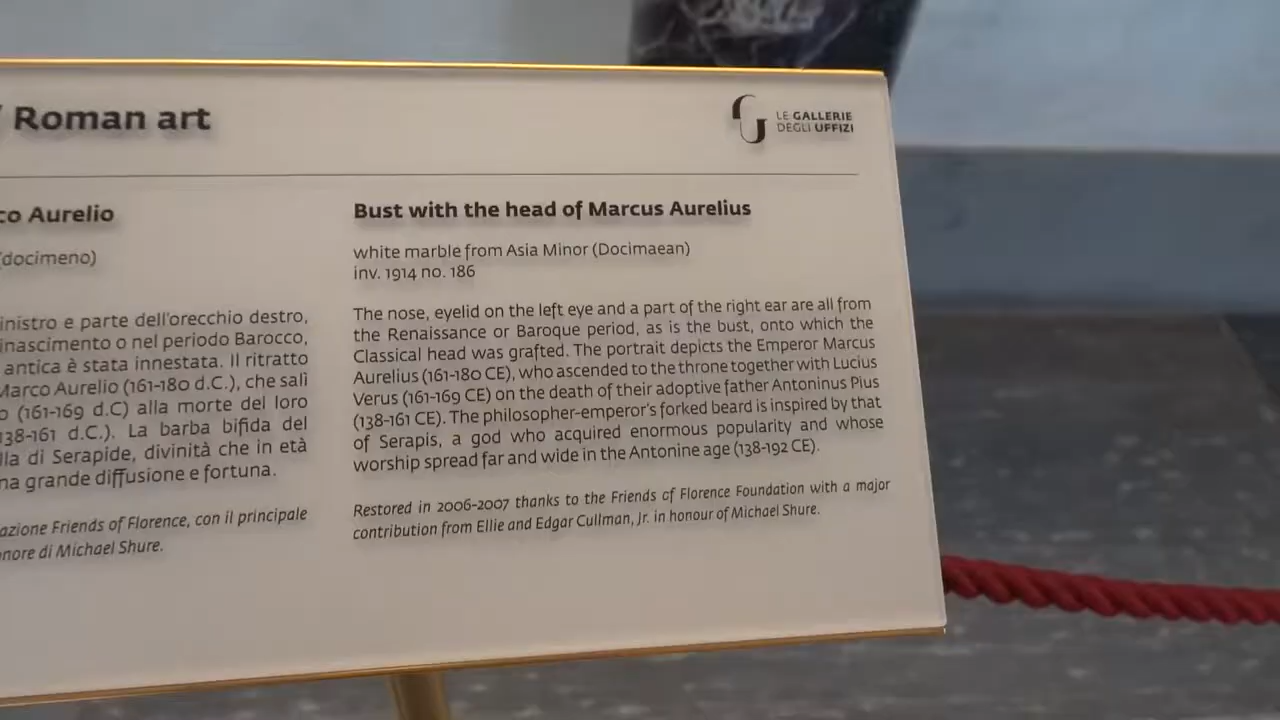 Roman art
LE GALLERIE
DEGLI UFFIZI
co Aurelio
(docimeno)
inistro e parte dell'orecchio destro,
inascimento o nel periodo Barocco,
antica è stata innestata. Il ritratto
Marco Aurelio (161-180 d.C.), che salì
o (161-169 d.C) alla morte del loro
138-161 d.C.). La barba bifida del
lla di Serapide, divinità che in età
na grande diffusione e fortuna.
azione Friends of Florence, con il principale
nore di Michael Shure.
Bust with the head of Marcus Aurelius
white marble from Asia Minor (Docimaean)
inv. 1914 no. 186
The nose, eyelid on the left eye and a part of the right ear are all from
the Renaissance or Baroque period, as is the bust, onto which the
Classical head was grafted. The portrait depicts the Emperor Marcus
Aurelius (161-180 CE), who ascended to the throne together with Lucius
Verus (161-169 CE) on the death of their adoptive father Antoninus Pius
(138-161 CE). The philosopher-emperor's forked beard is inspired by that
of Serapis, a god who acquired enormous popularity and whose
worship spread far and wide in the Antonine age (138-192 CE).
Restored in 2006-2007 thanks to the Friends of Florence Foundation with a major
contribution from Ellie and Edgar Cullman, Jr. in honour of Michael Shure.